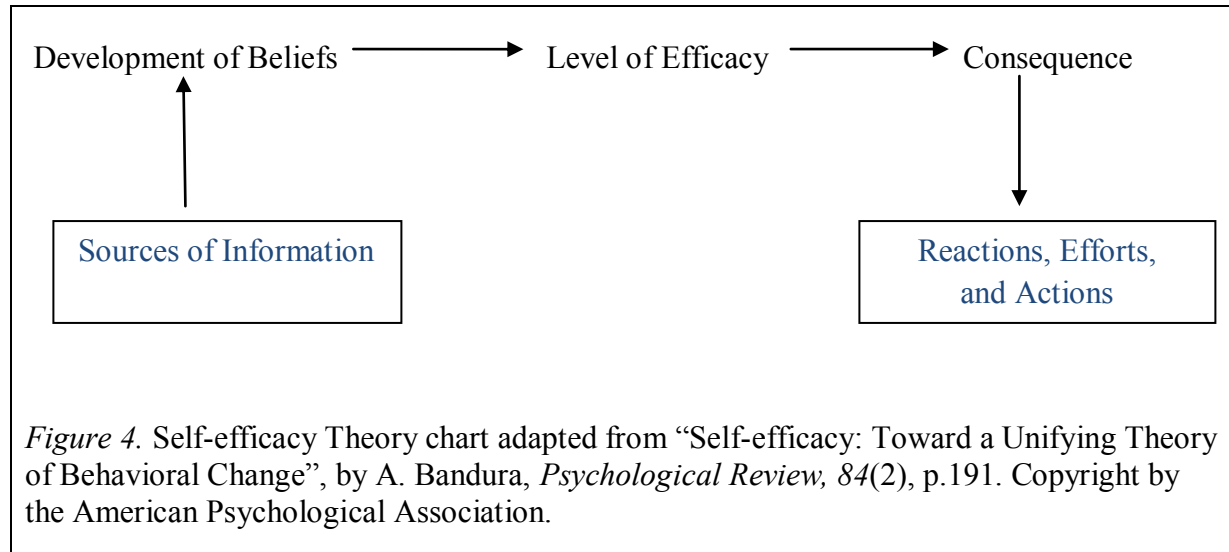 Development of Beliefs Level of Efficacy Consequence
Sources of Information
Reactions, Efforts,
and Actions
Figure 4. Self-efficacy Theory chart adapted from “Self-efficacy: Toward a Unifying Theory
of Behavioral Change”, by A. Bandura, Psychological Review, 84(2), p.191. Copyright by
the American Psychological Association.